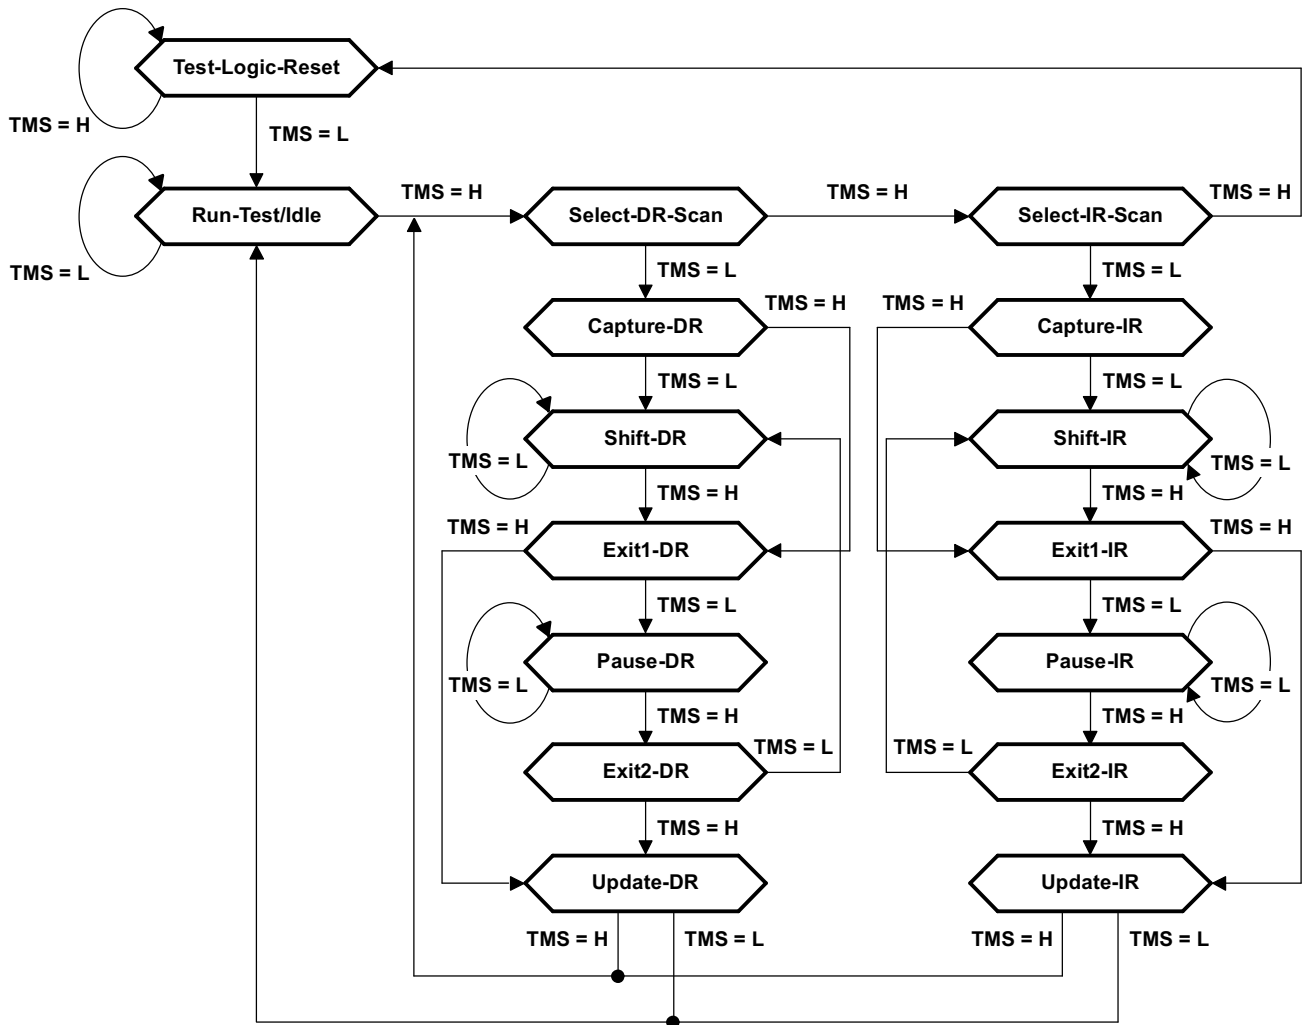 Test-Logic-Reset
TMS = H
TMS = L
TMS = H
TMS = H
TMS = H
Run-Test/Idle
Select-DR-Scan
Select-IR-Scan
TMS = L
TMS = L
TMS = L
TMS = H
TMS = H
Capture-DR
Capture-IR
TMS = L
TMS = L
Shift-DR
Shift-IR
TMS = L
TMS = L
TMS = H
TMS = H
TMS = H
TMS = H
Exit1-DR
Exit1-IR
TMS = L
TMS = L
Pause-DR
Pause-IR
TMS = L
TMS = L
TMS = H
TMS = H
TMS = L
TMS = L
Exit2-DR
Exit2-IR
TMS = H
TMS = H
Update-DR
Update-IR
TMS = H
TMS = L
TMS = H
TMS = L